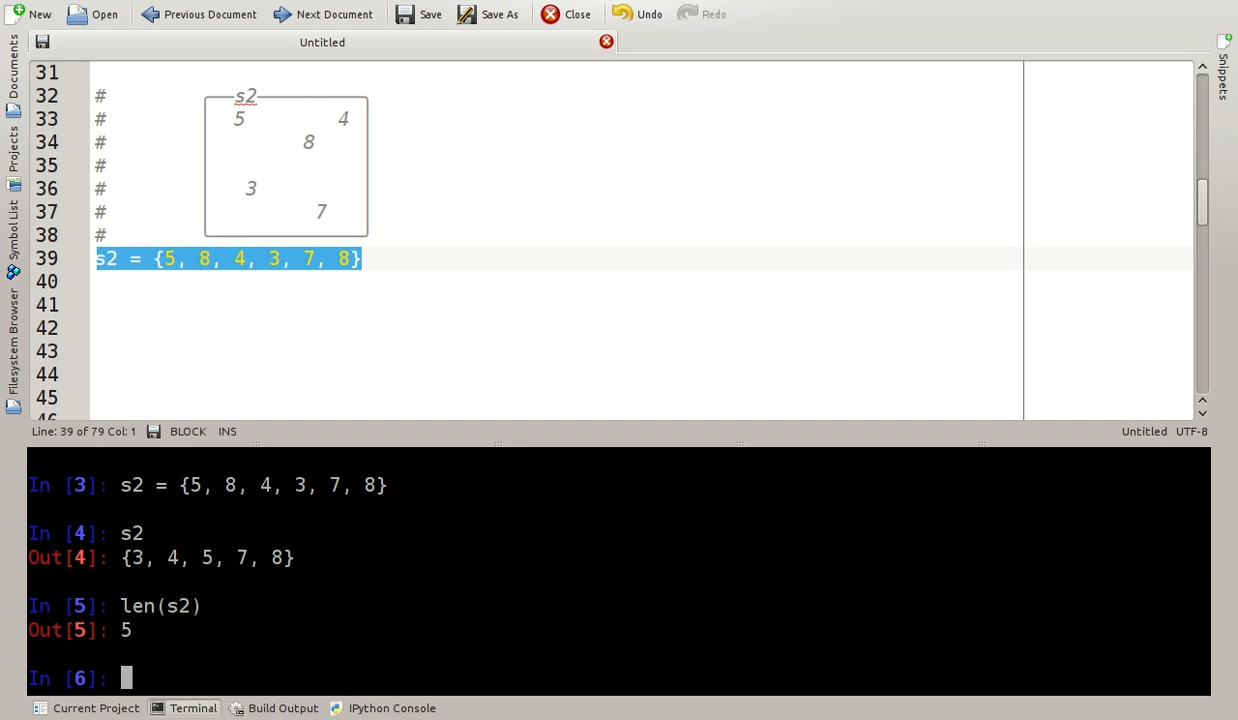 New Open Previous Document Next Document Save Save As Close Undo Redo
Untitled
Documents
Projects
Symbol List
Filesystem Browser
Snippets
31
32 # s2
33 # 5 4
34 # 8
35 #
36 # 3
37 # 7
38 #
39 s2 = {5, 8, 4, 3, 7, 8}
40
41
42
43
44
45
46
Line: 39 of 79 Col: 1 BLOCK INS Untitled UTF-8
In [3]: s2 = {5, 8, 4, 3, 7, 8}
In [4]: s2
Out[4]: {3, 4, 5, 7, 8}
In [5]: len(s2)
Out[5]: 5
In [6]:
Current Project Terminal Build Output IPython Console